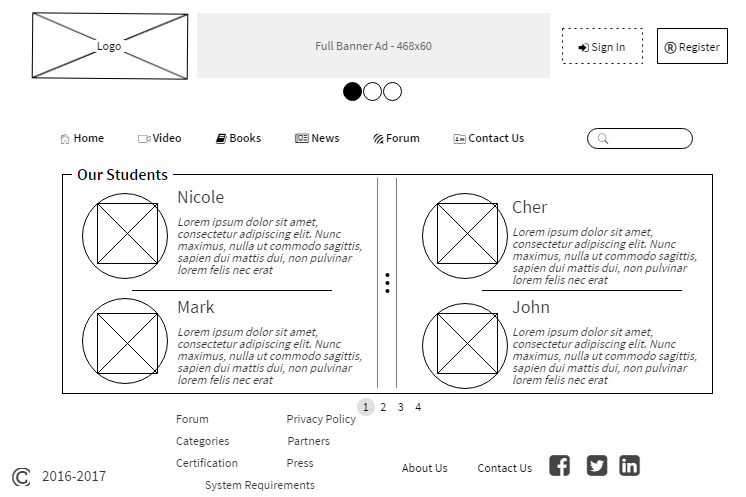 Logo
Full Banner Ad - 468x60
Sign In
® Register
Home
Video
Books
News
Forum
Contact Us
Our Students
Nicole
Lorem ipsum dolor sit amet,
consectetur adipiscing elit. Nunc
maximus, nulla ut commodo sagittis,
sapien dui mattis dui, non pulvinar
lorem felis nec erat
Cher
Lorem ipsum dolor sit amet,
consectetur adipiscing elit. Nunc
maximus, nulla ut commodo sagittis,
sapien dui mattis dui, non pulvinar
lorem felis nec erat
Mark
Lorem ipsum dolor sit amet,
consectetur adipiscing elit. Nunc
maximus, nulla ut commodo sagittis,
sapien dui mattis dui, non pulvinar
lorem felis nec erat
John
Lorem ipsum dolor sit amet,
consectetur adipiscing elit. Nunc
maximus, nulla ut commodo sagittis,
sapien dui mattis dui, non pulvinar
lorem felis nec erat
1 2 3 4
Forum
Privacy Policy
Categories
Partners
Certification
Press
System Requirements
© 2016-2017
About Us
Contact Us